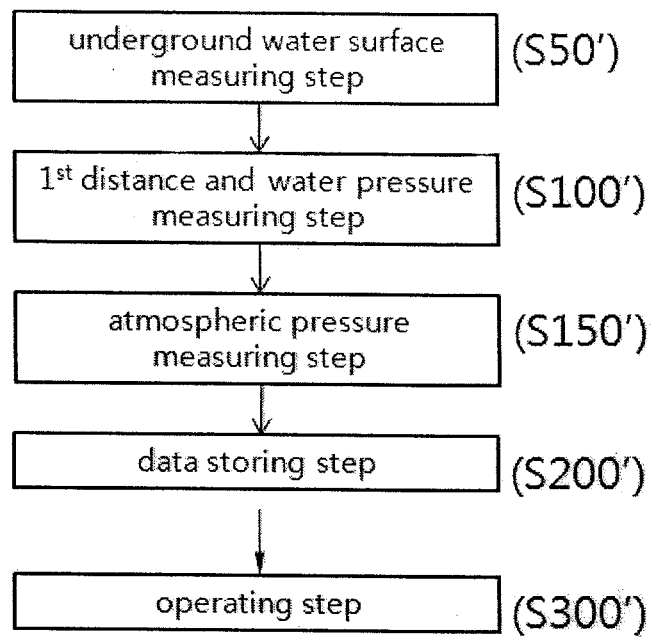 underground water surface
measuring step
(S50')
1st distance and water pressure
measuring step
(S100')
atmospheric pressure
measuring step
(S150')
data storing step
(S200')
operating step
(S300')